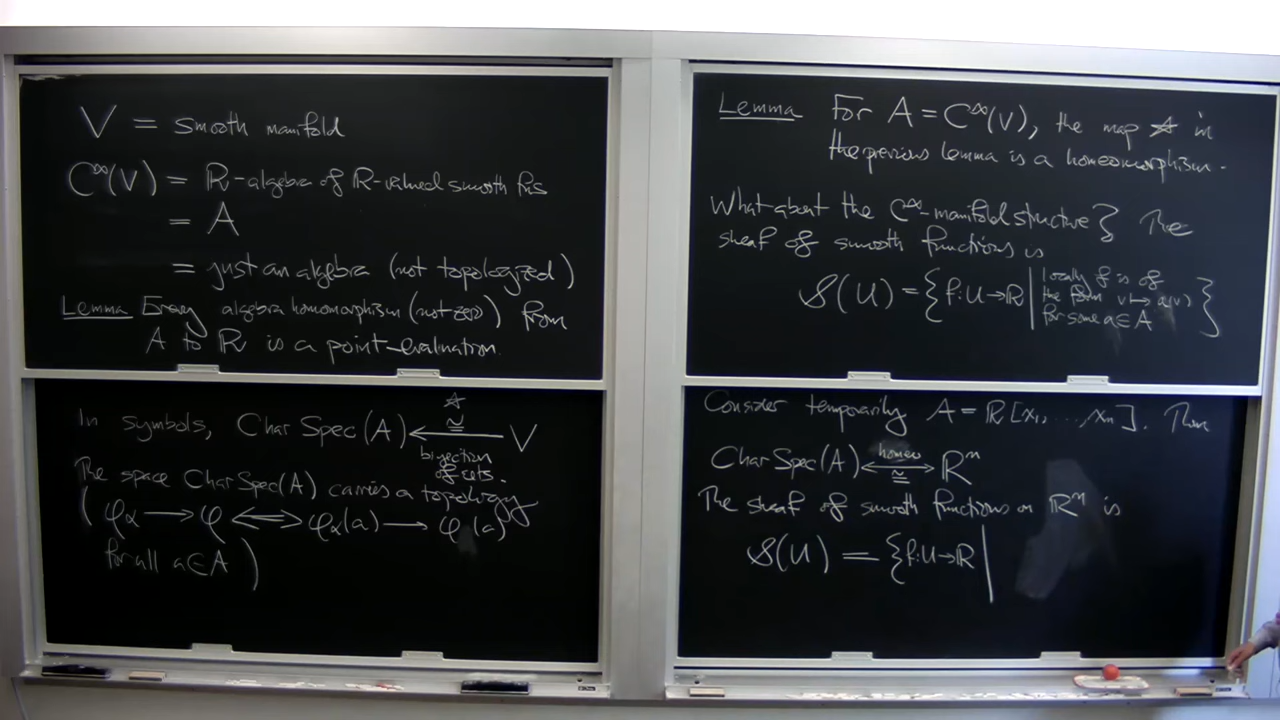 V = smooth manifold
C^∞(V) = ℝ-algebra of ℝ-valued smooth fns
= A
= just an algebra (not topologized)
Lemma Every algebra homomorphism (not zero) from
A to ℝ is a point-evaluation.
☆
In symbols, Char Spec(A) ←≅ V
bijection
of sets.
The space Char Spec(A) carries a topology
( φ_α → φ ⟺ φ_α(a) → φ(a)
for all a ∈ A )
Lemma For A = C^∞(V), the map ☆ in
the previous lemma is a homeomorphism.
What about the C^∞-manifold structure } The
sheaf of smooth functions is
𝒮(U) = { f: U → ℝ | locally f is of
the form v ↦ a(v)
for some a ∈ A }
Consider temporarily A = ℝ[x₁, ..., xₙ]. Then
Char Spec(A) ←homeo ≅→ ℝⁿ
The sheaf of smooth functions on ℝⁿ is
𝒮(U) = { f: U → ℝ |